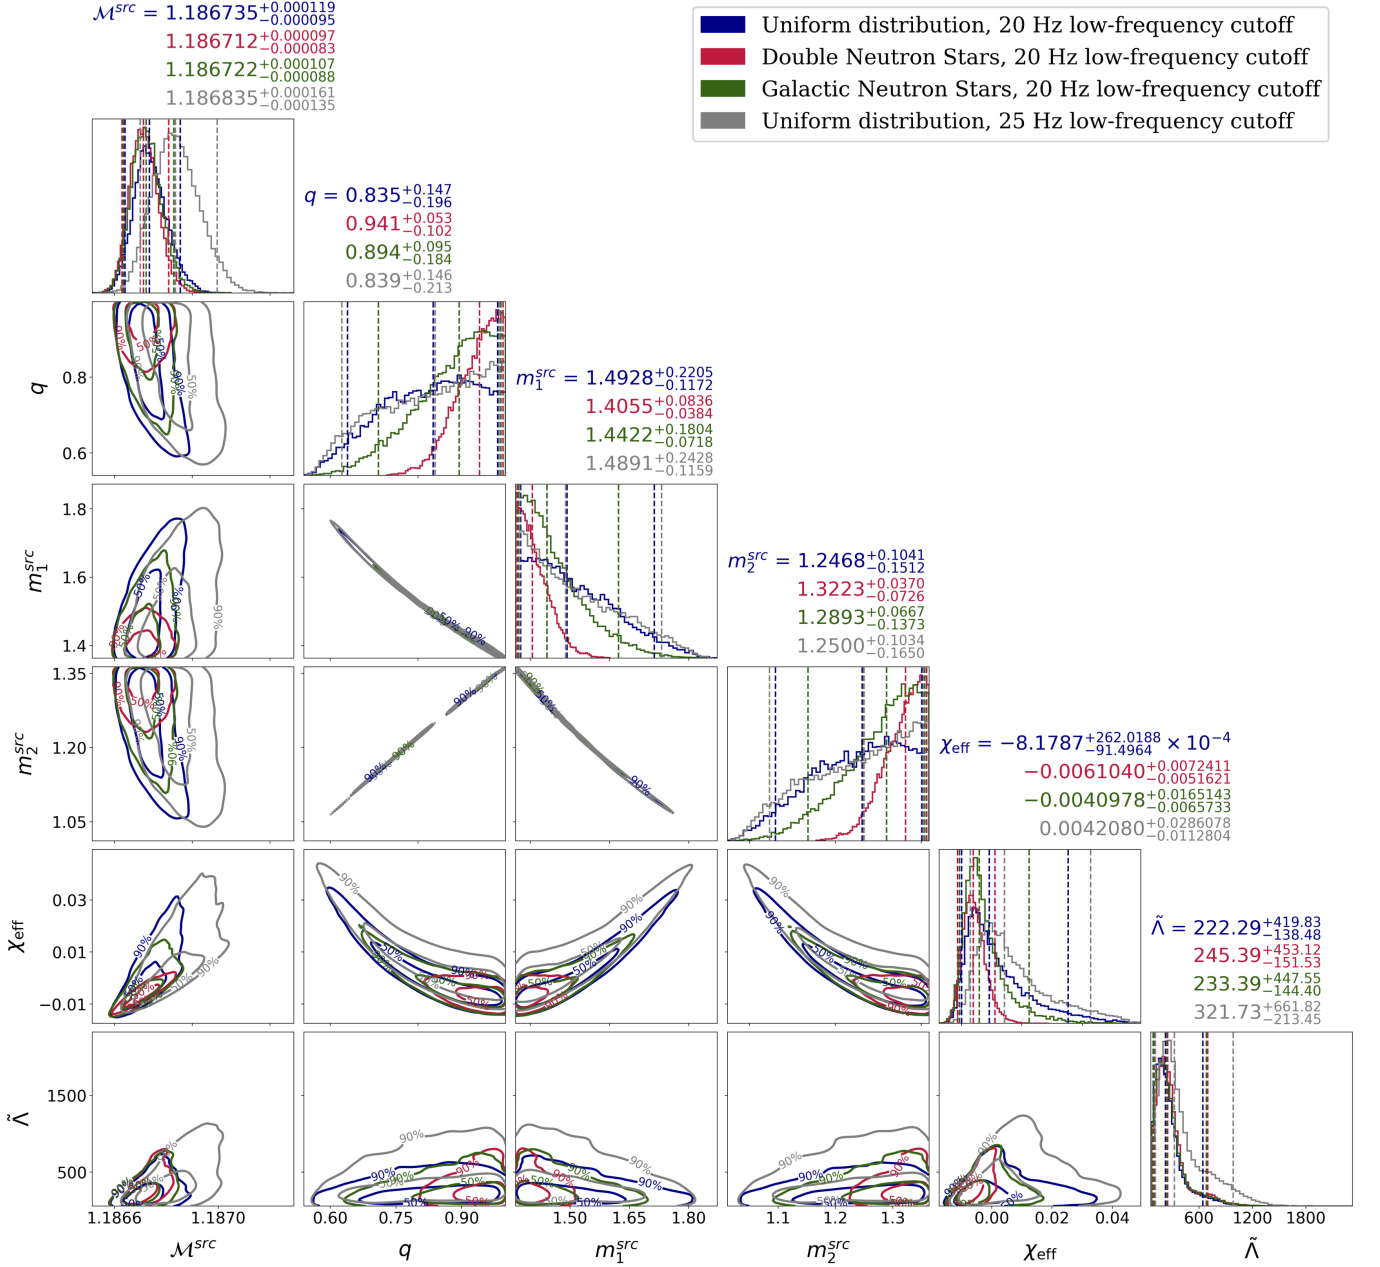 ℳ^src = 1.186735 +0.000119 −0.000095
1.186712 +0.000097 −0.000083
1.186722 +0.000107 −0.000088
1.186835 +0.000161 −0.000135
Uniform distribution, 20 Hz low-frequency cutoff
Double Neutron Stars, 20 Hz low-frequency cutoff
Galactic Neutron Stars, 20 Hz low-frequency cutoff
Uniform distribution, 25 Hz low-frequency cutoff
q = 0.835 +0.147 −0.196
0.941 +0.053 −0.102
0.894 +0.095 −0.184
0.839 +0.146 −0.213
m₁^src = 1.4928 +0.2205 −0.1172
1.4055 +0.0836 −0.0384
1.4422 +0.1804 −0.0718
1.4891 +0.2428 −0.1159
m₂^src = 1.2468 +0.1041 −0.1512
1.3223 +0.0370 −0.0726
1.2893 +0.0667 −0.1373
1.2500 +0.1034 −0.1650
χeff = −8.1787 +262.0188 −91.4964 × 10⁻⁴
−0.0061040 +0.0072411 −0.0051621
−0.0040978 +0.0165143 −0.0065733
0.0042080 +0.0286078 −0.0112804
Λ̃ = 222.29 +419.83 −138.48
245.39 +453.12 −151.53
233.39 +447.55 −144.40
321.73 +661.82 −213.45
q
0.8
0.6
m₁^src
1.8
1.6
1.4
m₂^src
1.35
1.20
1.05
χeff
0.03
0.01
−0.01
Λ̃
1500
500
90%
50%
1.1866 1.1870
0.60 0.75 0.90
1.50 1.65 1.80
1.1 1.2 1.3
0.00 0.02 0.04
600 1200 1800
ℳ^src
q
m₁^src
m₂^src
χeff
Λ̃